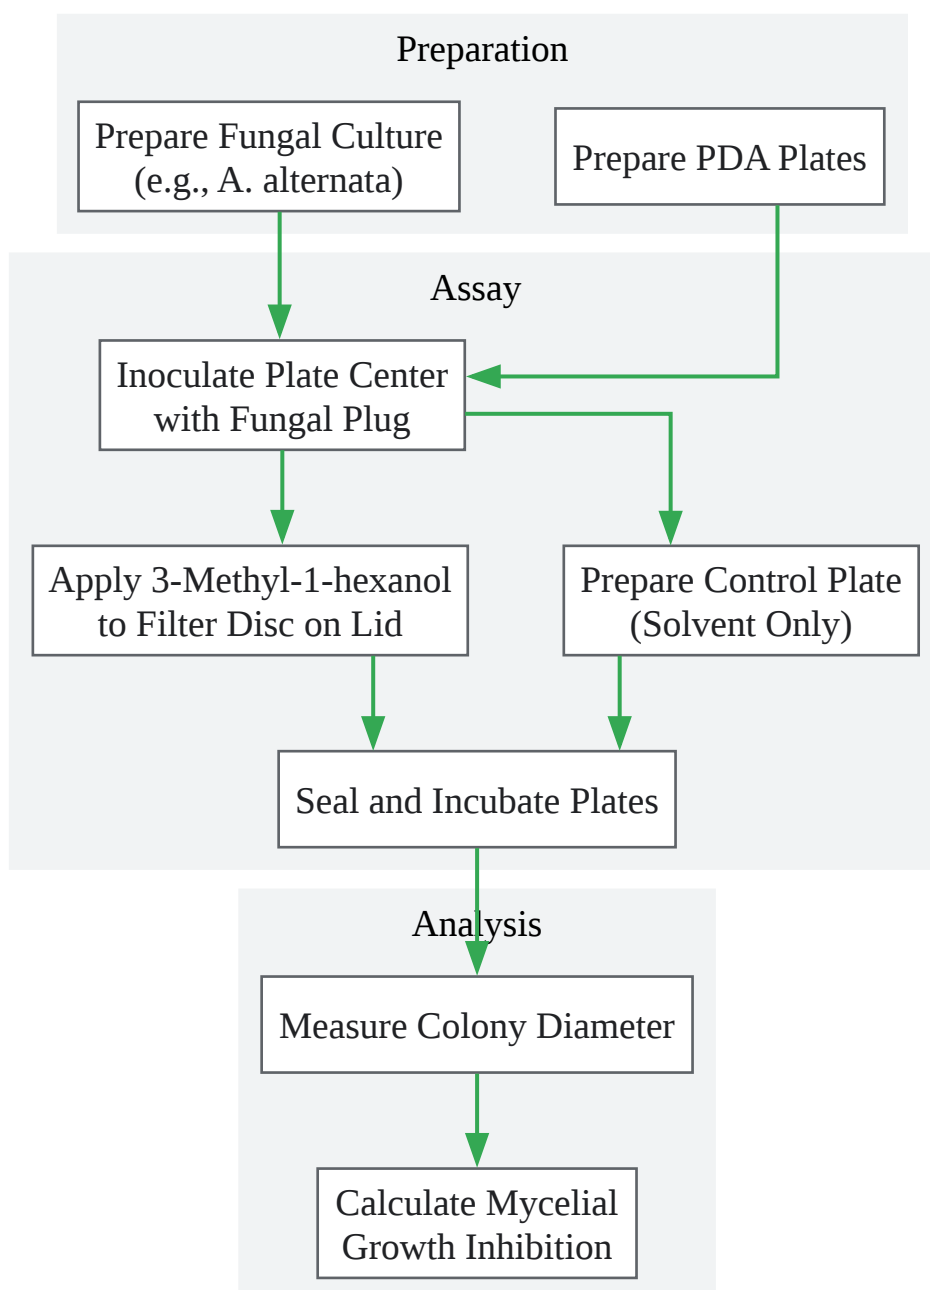 Preparation
Prepare Fungal Culture
(e.g., A. alternata)
Prepare PDA Plates
Assay
Inoculate Plate Center
with Fungal Plug
Apply 3-Methyl-1-hexanol
to Filter Disc on Lid
Prepare Control Plate
(Solvent Only)
Seal and Incubate Plates
Analysis
Measure Colony Diameter
Calculate Mycelial
Growth Inhibition